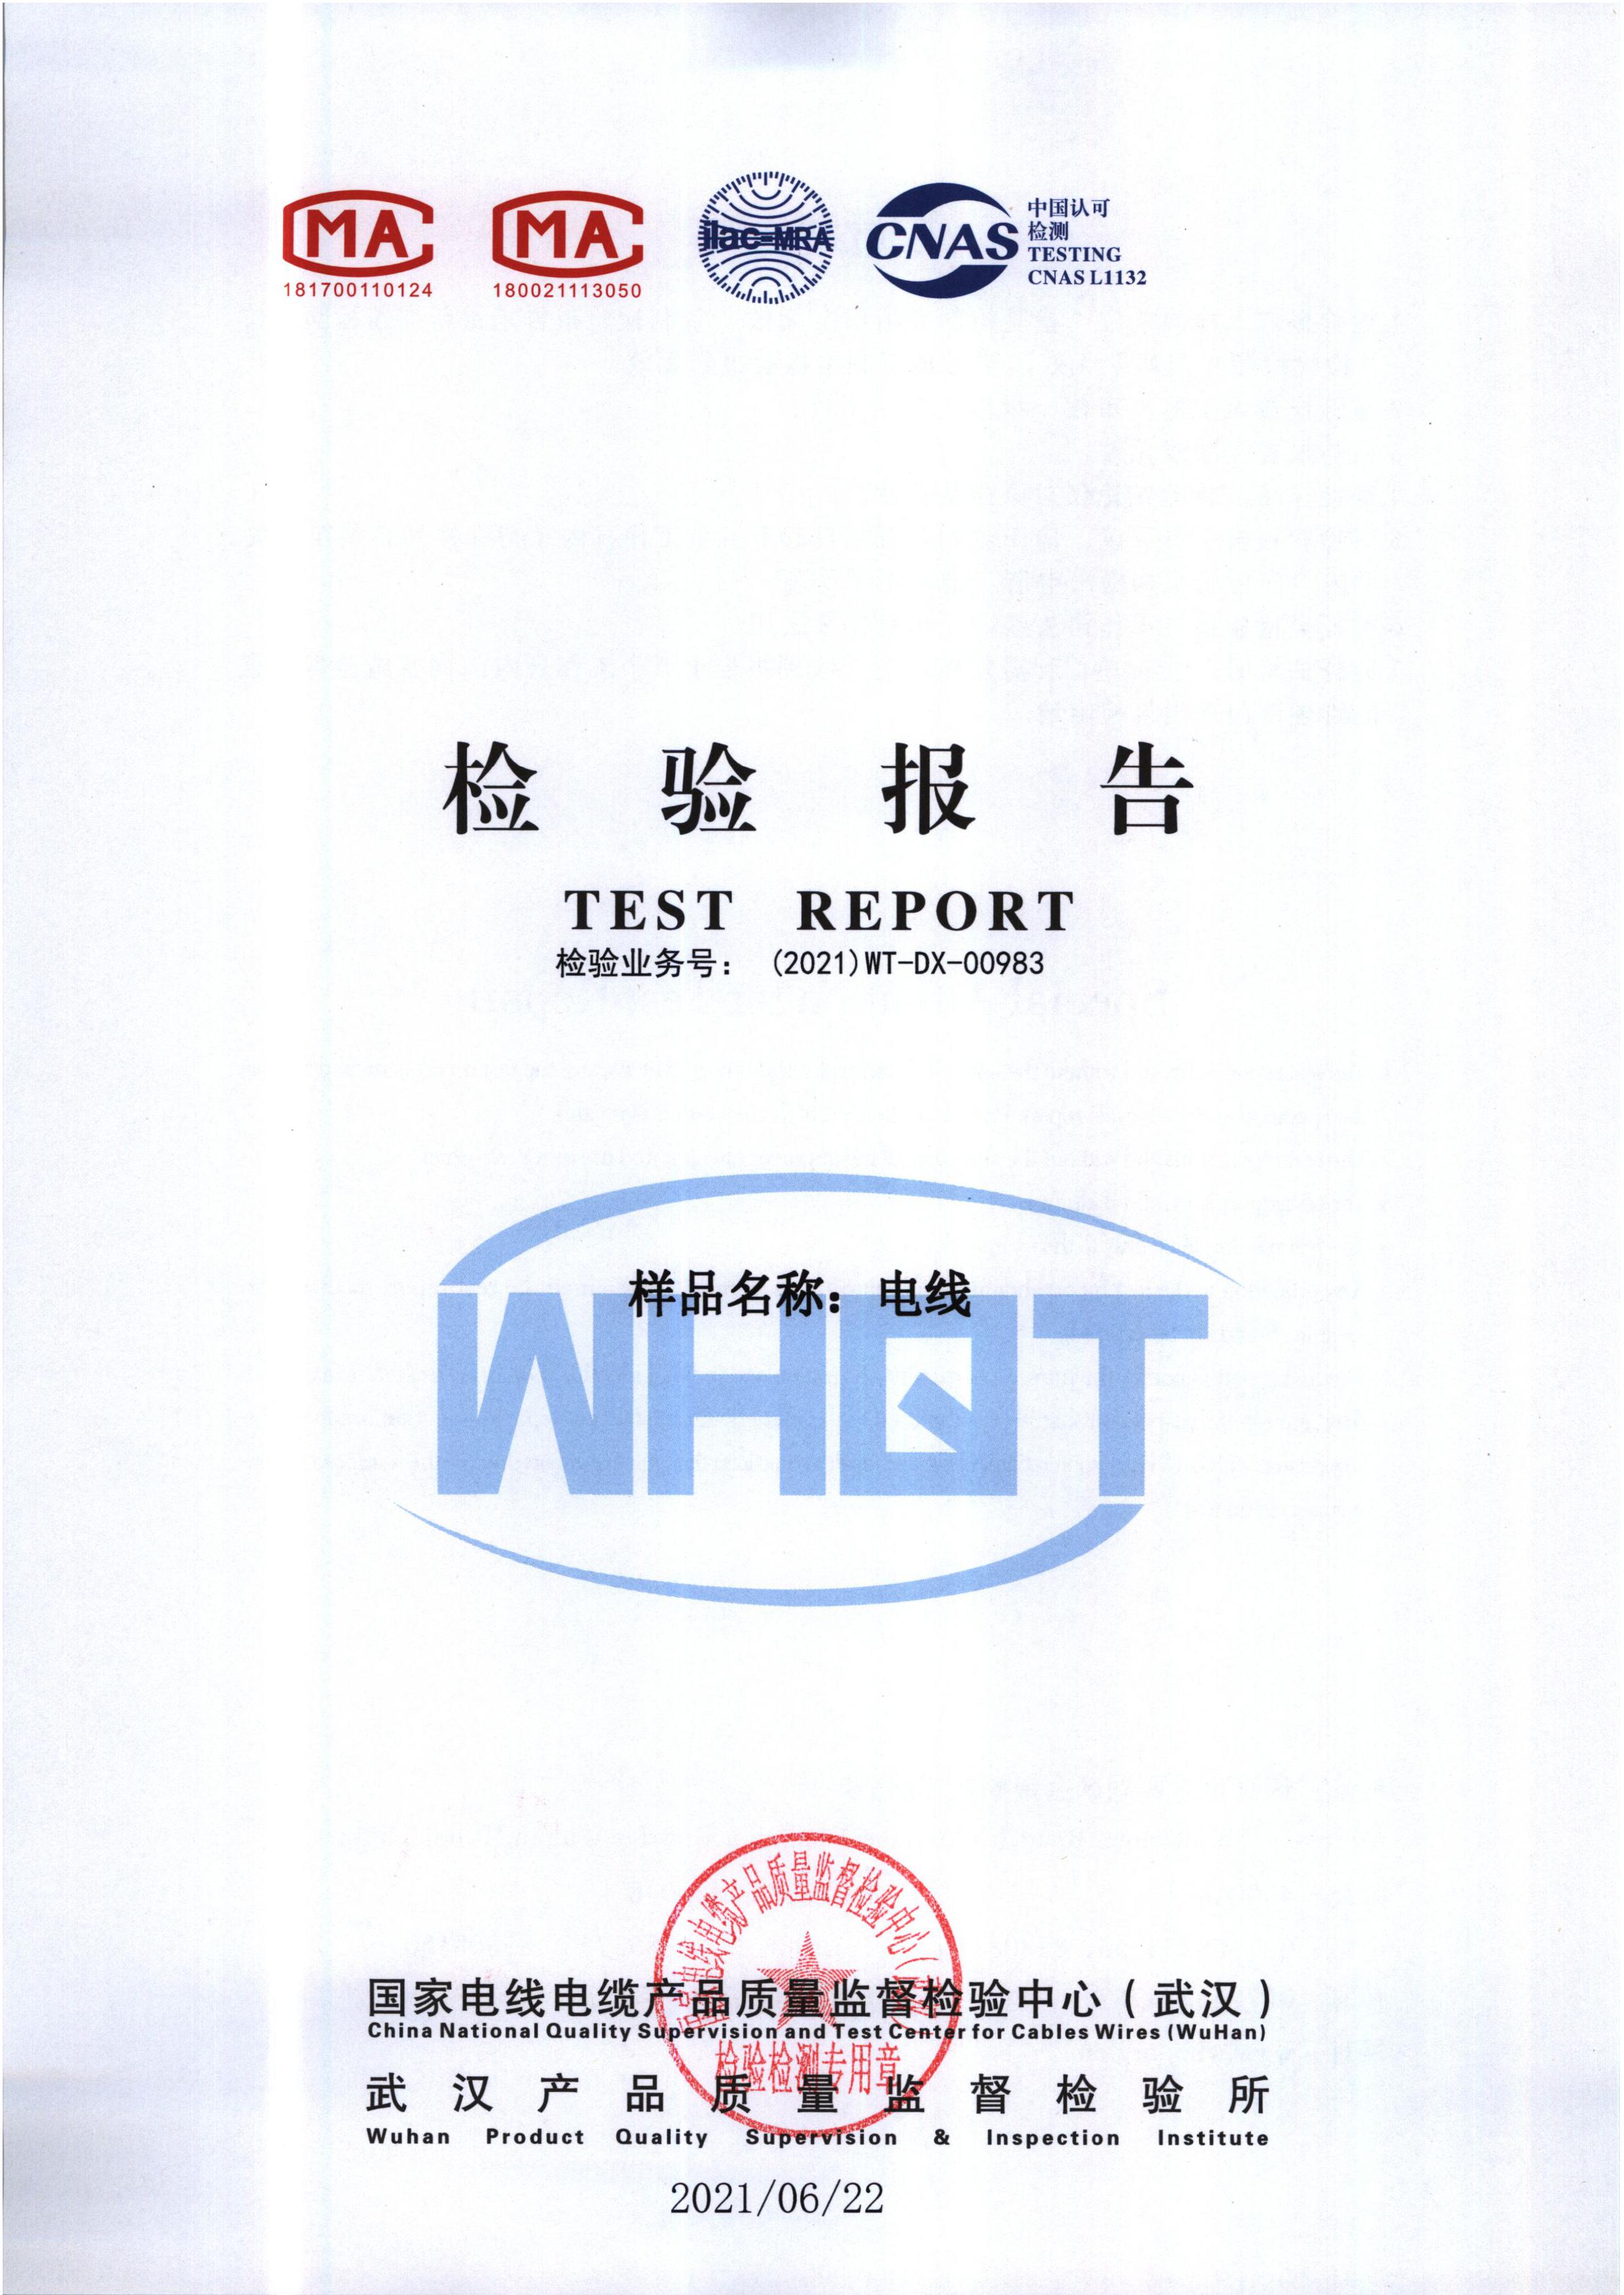 MA
181700110124
MA
180021113050
ilac-MRA
CNAS
中国认可
检测
TESTING
CNAS L1132
检验报告
TEST REPORT
检验业务号：(2021)WT-DX-00983
样品名称：电线
WHQT
国家电线电缆产品质量监督检验中心（武汉）
检验检测专用章
国家电线电缆产品质量监督检验中心（武汉）
China National Quality Supervision and Test Center for Cables Wires (WuHan)
武汉产品质量监督检验所
Wuhan Product Quality Supervision & Inspection Institute
2021/06/22